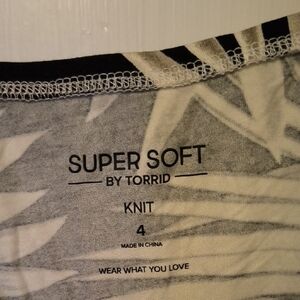 SUPER SOFT
BY TORRID
KNIT
4
MADE IN CHINA
WEAR WHAT YOU LOVE